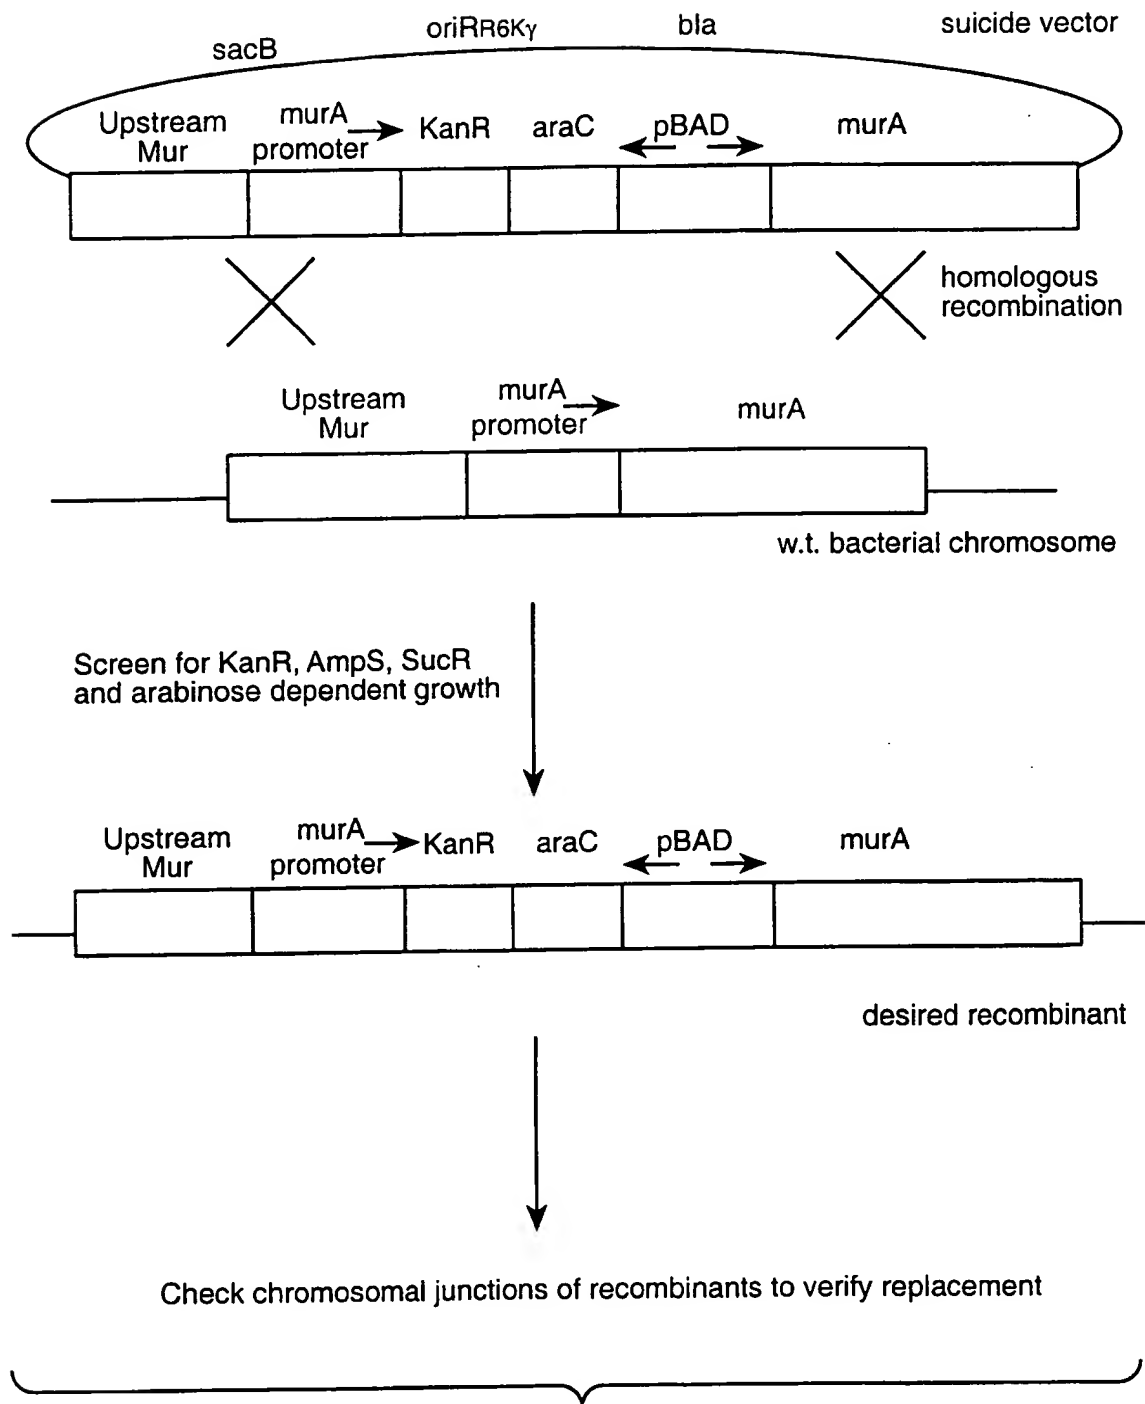 sacB
oriRR6Kγ
bla
suicide vector
Upstream
Mur
murA
promoter
KanR
araC
pBAD
murA
homologous
recombination
Upstream
Mur
murA
promoter
murA
w.t. bacterial chromosome
Screen for KanR, AmpS, SucR
and arabinose dependent growth
Upstream
Mur
murA
promoter
KanR
araC
pBAD
murA
desired recombinant
Check chromosomal junctions of recombinants to verify replacement